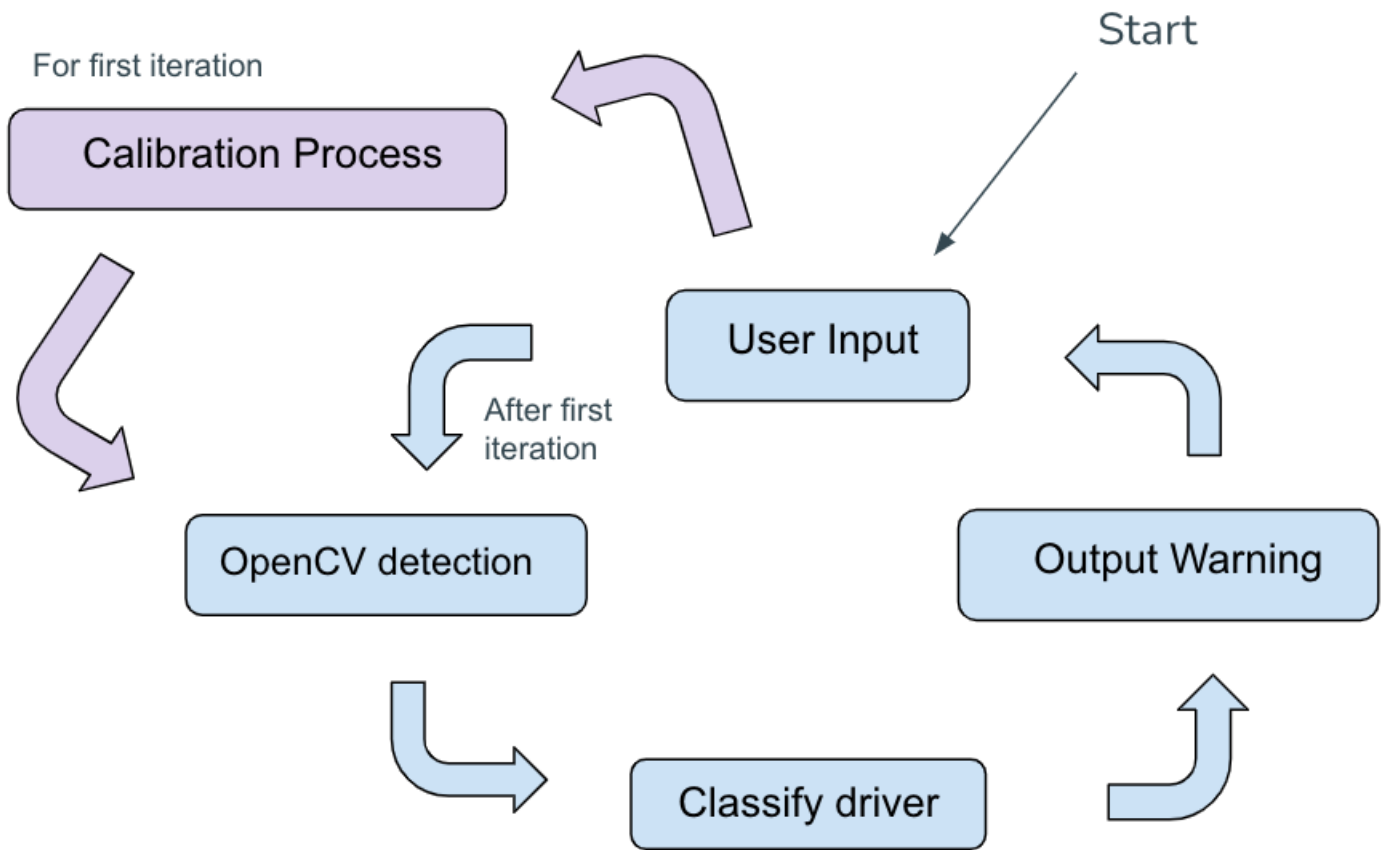 Start
For first iteration
Calibration Process
User Input
After first
iteration
OpenCV detection
Output Warning
Classify driver